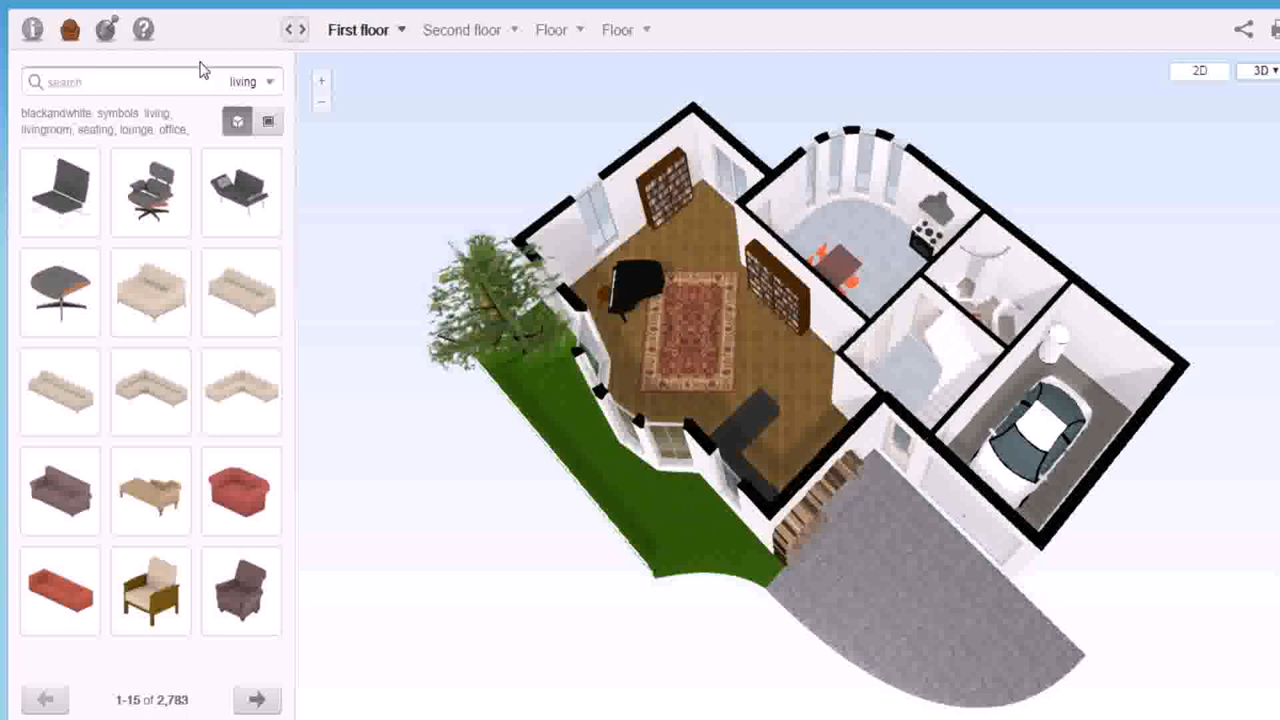 First floor
Second floor
Floor
Floor
search
living
2D
3D
blackandwhite, symbols, living,
livingroom, seating, lounge, office,
1-15 of 2,783